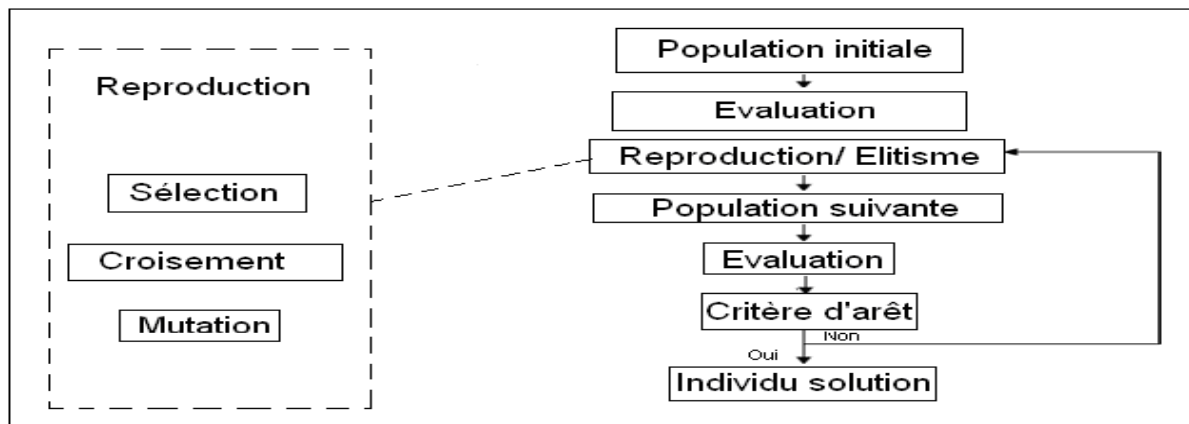 Reproduction
Sélection
Croisement
Mutation
Population initiale
Evaluation
Reproduction/ Elitisme
Population suivante
Evaluation
Critère d'arêt
Non
Oui
Individu solution